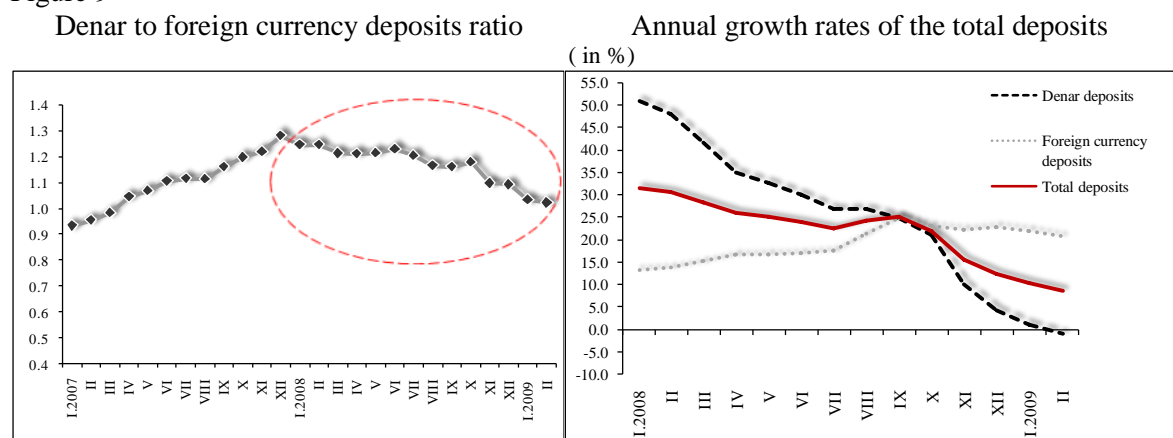 Figure
Denar to foreign currency deposits ratio
Annual growth rates of the total deposits
( in %)
1.4
1.3
1.2
1.1
1.0
0.9
0.8
0.7
0.6
0.5
0.4
I.2007
II
III
IV
V
VI
VII
VIII
IX
X
XI
XII
I.2008
II
III
IV
V
VI
VII
VIII
IX
X
XI
XII
I.2009
II
55.0
50.0
45.0
40.0
35.0
30.0
25.0
20.0
15.0
10.0
5.0
0.0
-5.0
-10.0
Denar deposits
Foreign currency
deposits
Total deposits
I.2008
II
III
IV
V
VI
VII
VIII
IX
X
XI
XII
I.2009
II